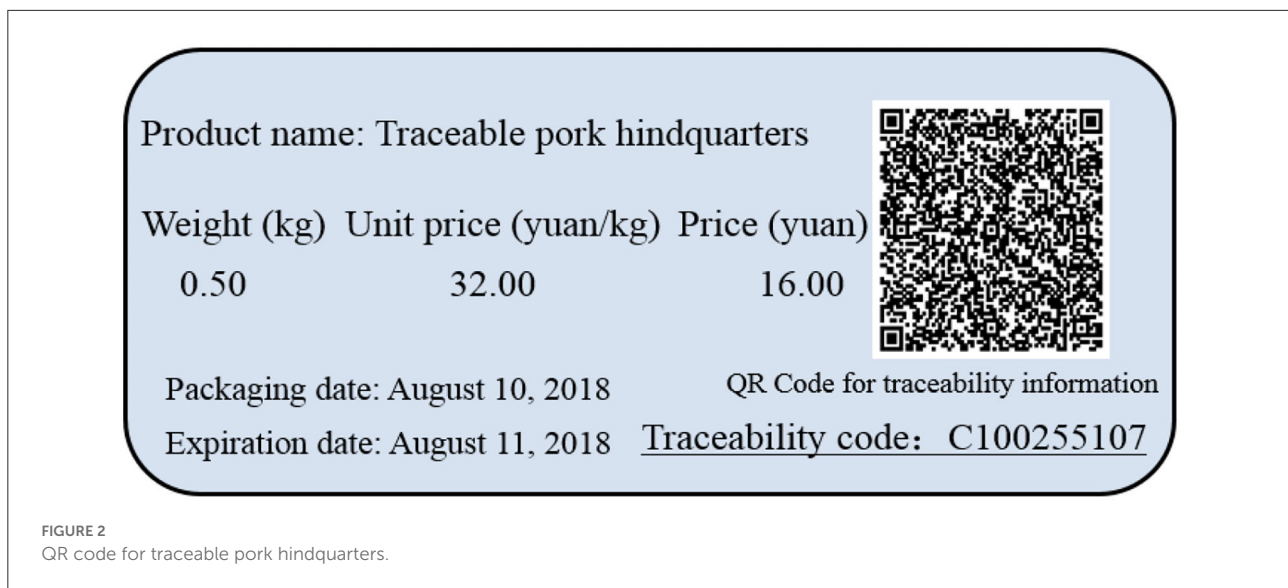 Product name: Traceable pork hindquarters
Weight (kg) Unit price (yuan/kg) Price (yuan)
0.50 32.00 16.00
QR Code for traceability information
Packaging date: August 10, 2018
Expiration date: August 11, 2018
Traceability code： C100255107
FIGURE 2
QR code for traceable pork hindquarters.